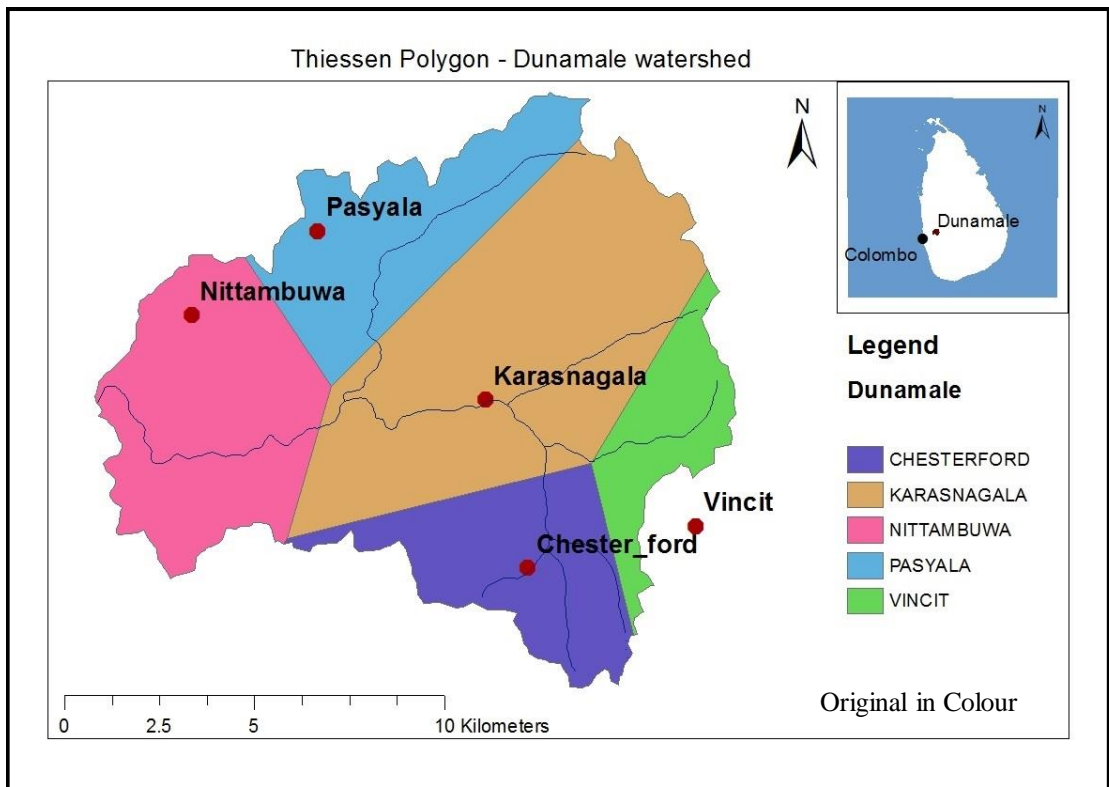 Thiessen Polygon - Dunamale watershed
N
N
Dunamale
Colombo
Pasyala
Nittambuwa
Karasnagala
Vincit
Chester_ford
Legend
Dunamale
CHESTERFORD
KARASNAGALA
NITTAMBUWA
PASYALA
VINCIT
0 2.5 5 10 Kilometers
Original in Colour